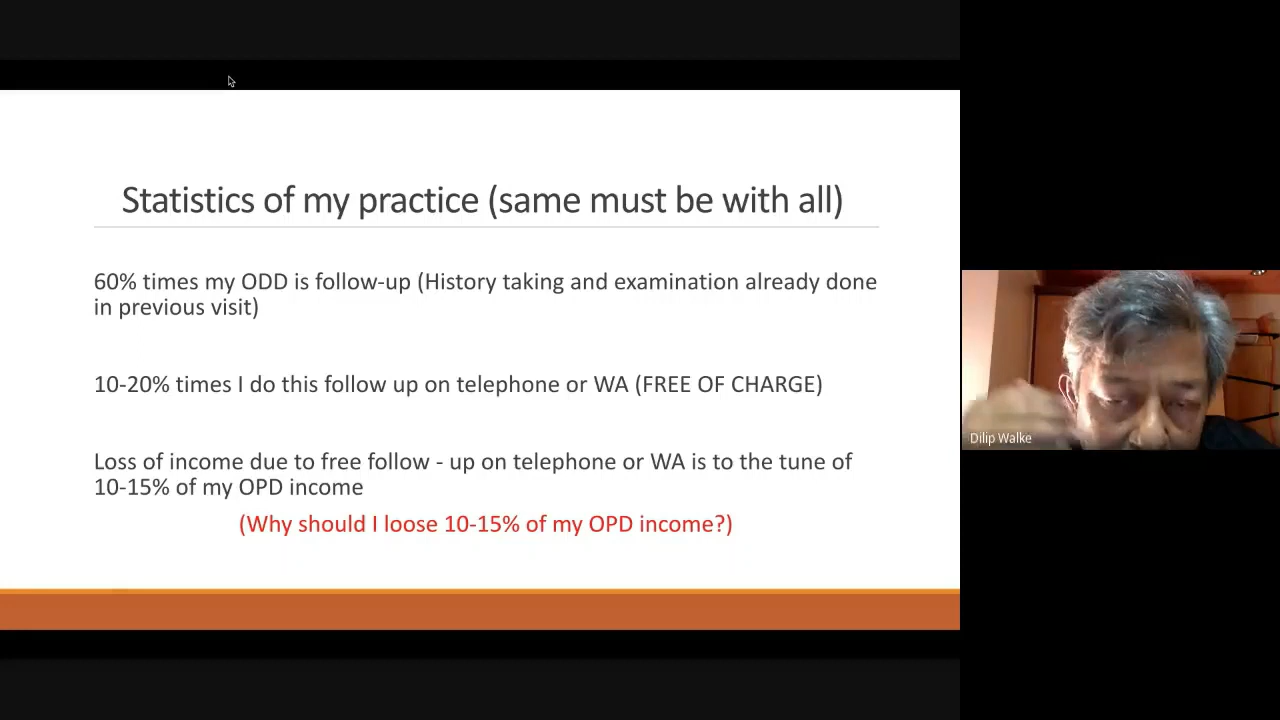 Statistics of my practice (same must be with all)
60% times my ODD is follow-up (History taking and examination already done
in previous visit)
10-20% times I do this follow up on telephone or WA (FREE OF CHARGE)
Loss of income due to free follow - up on telephone or WA is to the tune of
10-15% of my OPD income
(Why should I loose 10-15% of my OPD income?)
Dilip Walke